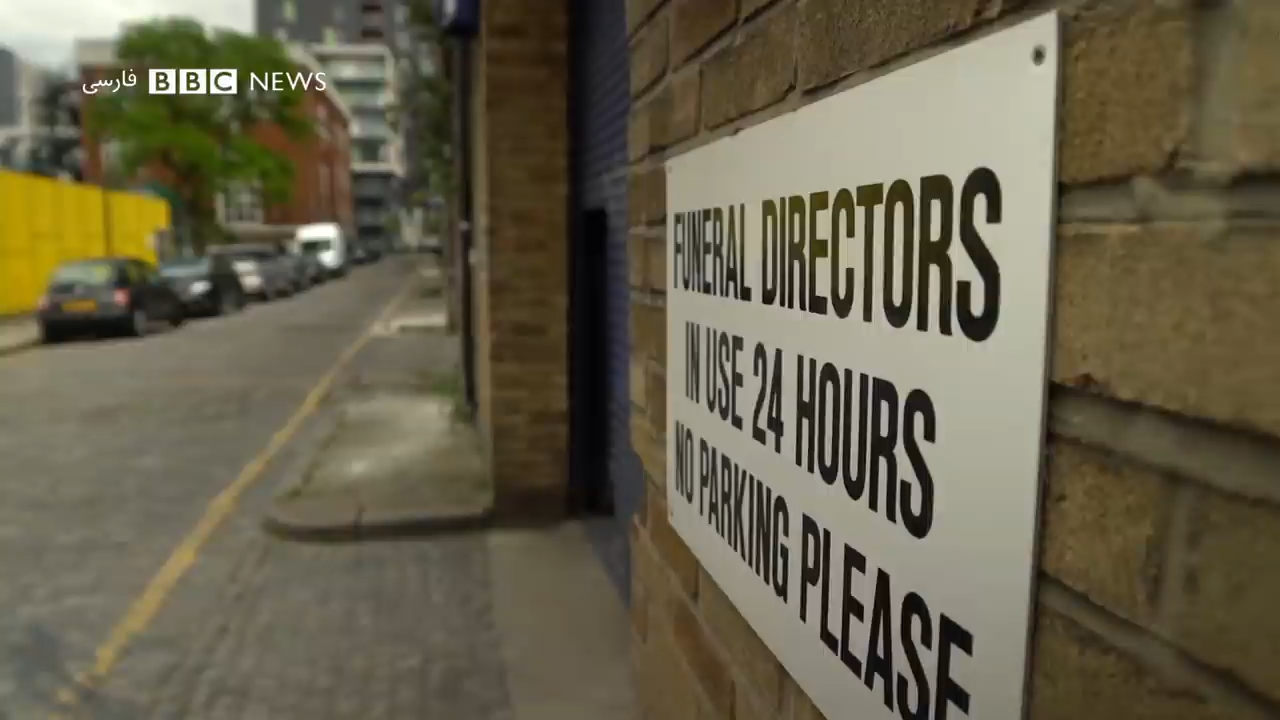 فارسی BBC NEWS
FUNERAL DIRECTORS
IN USE 24 HOURS
NO PARKING PLEASE